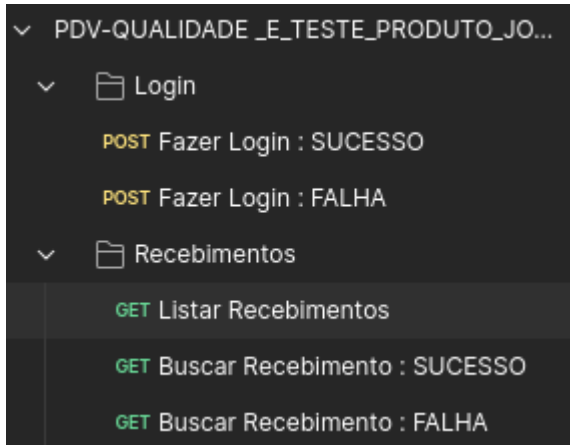 PDV-QUALIDADE _E_TESTE_PRODUTO_JO...
Login
POST Fazer Login : SUCESSO
POST Fazer Login : FALHA
Recebimentos
GET Listar Recebimentos
GET Buscar Recebimento : SUCESSO
GET Buscar Recebimento : FALHA